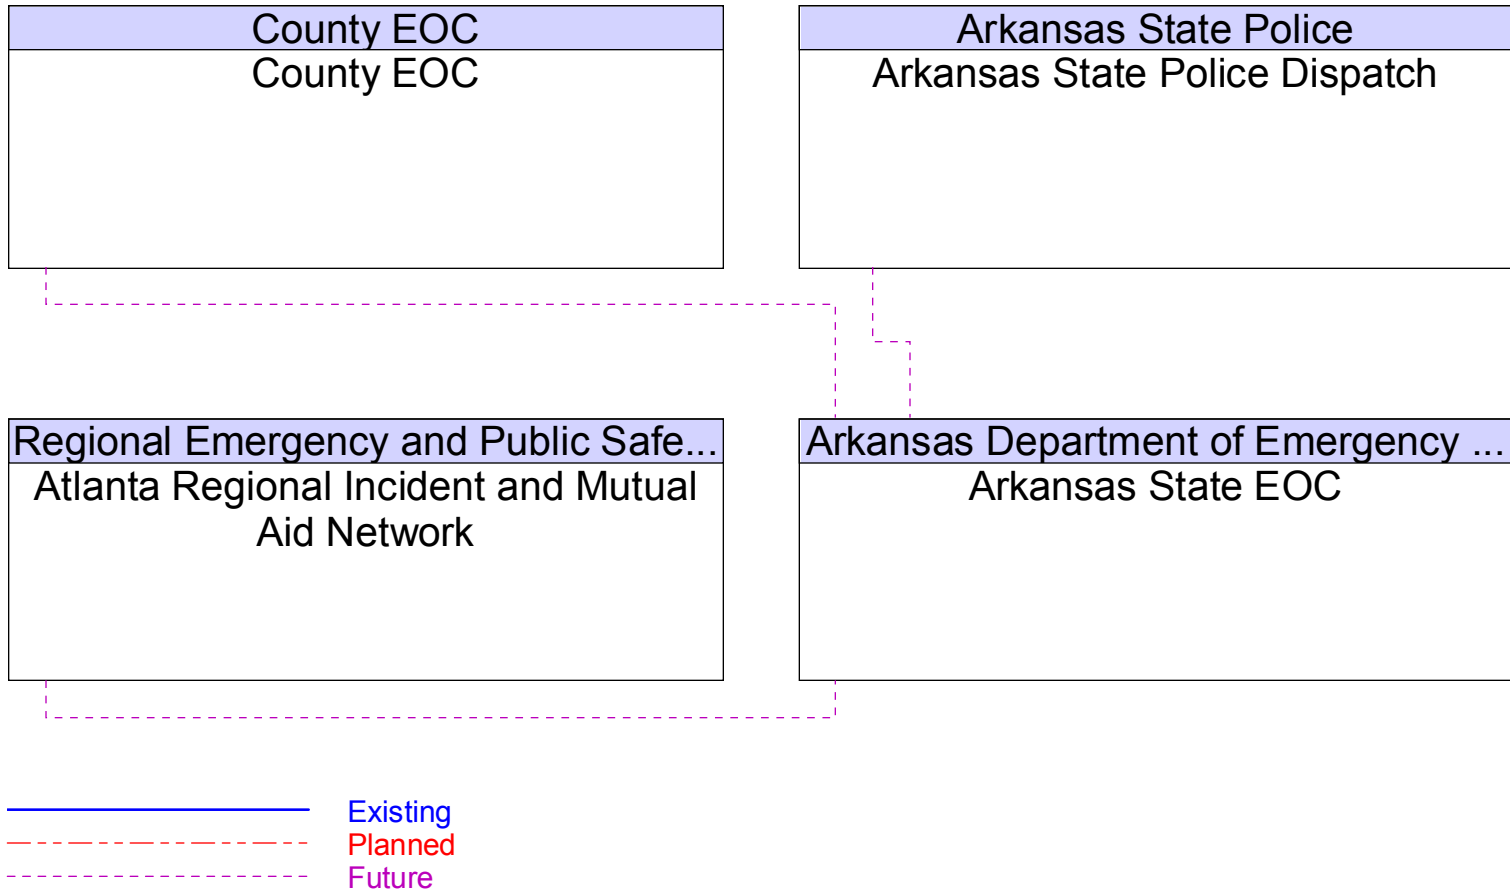 County EOC
County EOC
Arkansas State Police
Arkansas State Police Dispatch
Regional Emergency and Public Safe...
Atlanta Regional Incident and Mutual
Aid Network
Arkansas Department of Emergency ...
Arkansas State EOC
Existing
Planned
Future